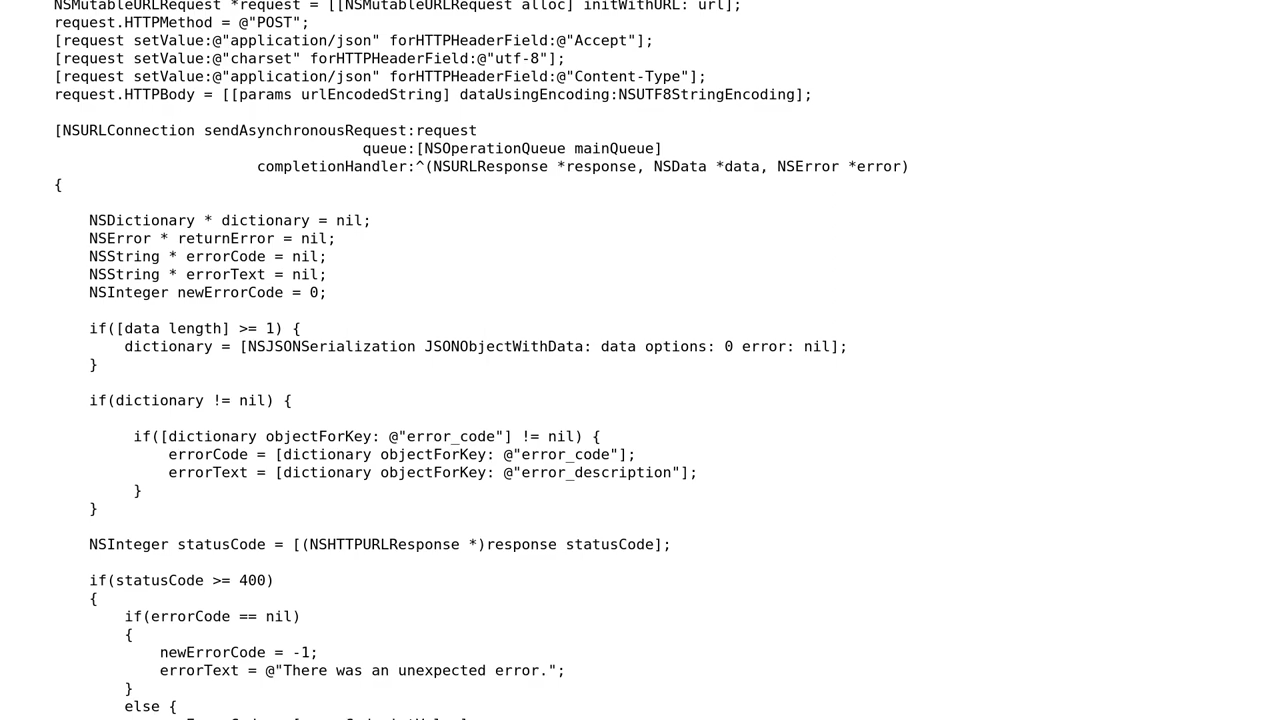 NSMutableURLRequest *request = [[NSMutableURLRequest alloc] initWithURL: url];
request.HTTPMethod = @"POST";
[request setValue:@"application/json" forHTTPHeaderField:@"Accept"];
[request setValue:@"charset" forHTTPHeaderField:@"utf-8"];
[request setValue:@"application/json" forHTTPHeaderField:@"Content-Type"];
request.HTTPBody = [[params urlEncodedString] dataUsingEncoding:NSUTF8StringEncoding];
[NSURLConnection sendAsynchronousRequest:request
queue:[NSOperationQueue mainQueue]
completionHandler:^(NSURLResponse *response, NSData *data, NSError *error)
{
NSDictionary * dictionary = nil;
NSError * returnError = nil;
NSString * errorCode = nil;
NSString * errorText = nil;
NSInteger newErrorCode = 0;
if([data length] >= 1) {
dictionary = [NSJSONSerialization JSONObjectWithData: data options: 0 error: nil];
}
if(dictionary != nil) {
if([dictionary objectForKey: @"error_code"] != nil) {
errorCode = [dictionary objectForKey: @"error_code"];
errorText = [dictionary objectForKey: @"error_description"];
}
}
NSInteger statusCode = [(NSHTTPURLResponse *)response statusCode];
if(statusCode >= 400)
{
if(errorCode == nil)
{
newErrorCode = -1;
errorText = @"There was an unexpected error.";
}
else {